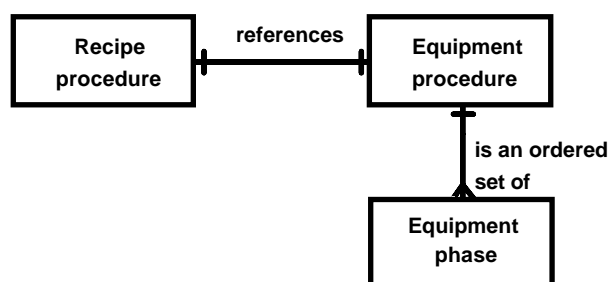 Recipe
procedure
references
Equipment
procedure
is an ordered
set of
Equipment
phase